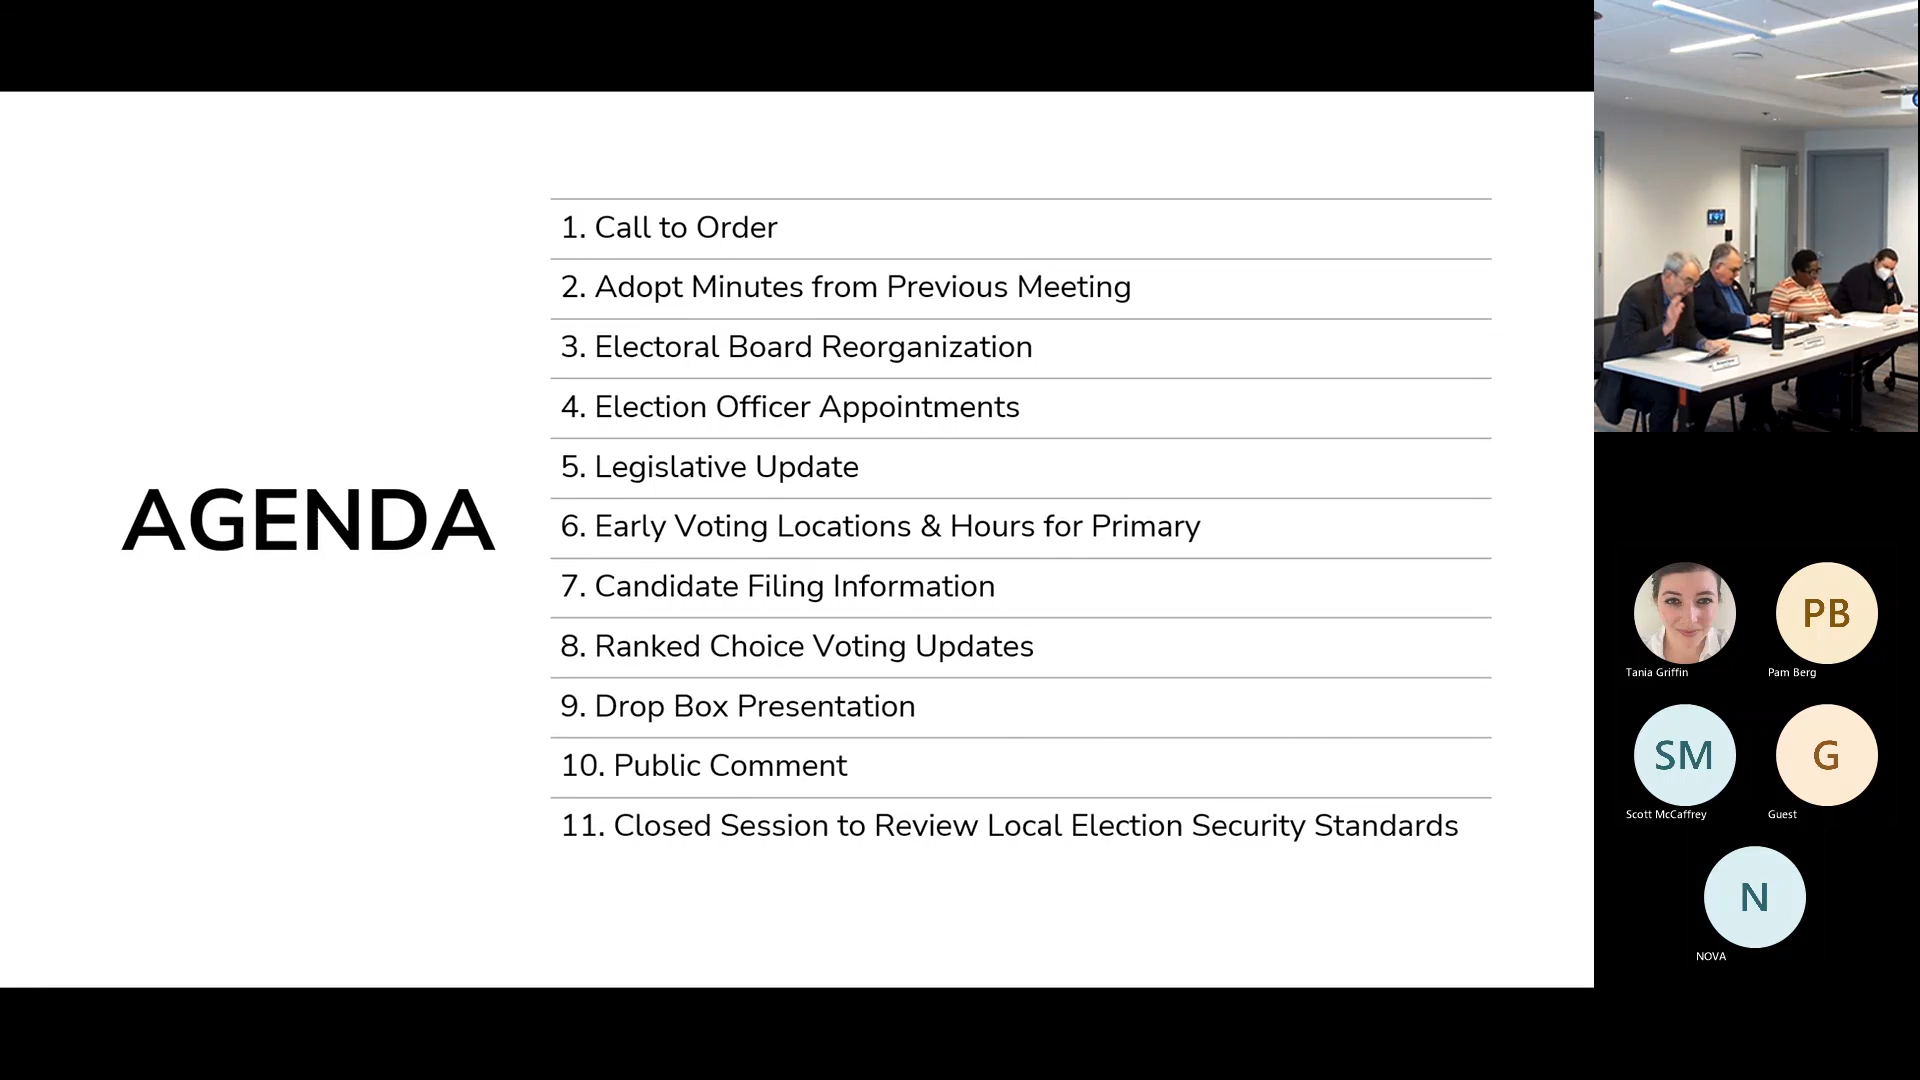 AGENDA
1. Call to Order
2. Adopt Minutes from Previous Meeting
3. Electoral Board Reorganization
4. Election Officer Appointments
5. Legislative Update
6. Early Voting Locations & Hours for Primary
7. Candidate Filing Information
8. Ranked Choice Voting Updates
9. Drop Box Presentation
10. Public Comment
11. Closed Session to Review Local Election Security Standards
PB
Tania Griffin
Pam Berg
SM
G
Scott McCaffrey
Guest
N
NOVA